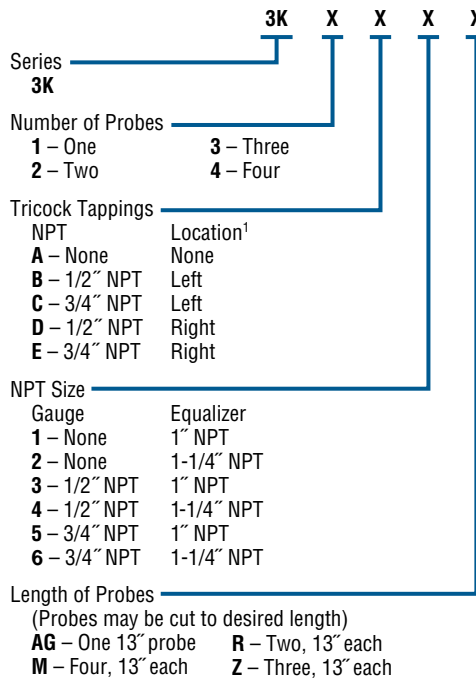 3K X X X X
Series
3K
Number of Probes
1 – One 3 – Three
2 – Two 4 – Four
Tricock Tappings
NPT Location1
A – None None
B – 1/2˝ NPT Left
C – 3/4˝ NPT Left
D – 1/2˝ NPT Right
E – 3/4˝ NPT Right
NPT Size
Gauge Equalizer
1 – None 1˝ NPT
2 – None 1-1/4˝ NPT
3 – 1/2˝ NPT 1˝ NPT
4 – 1/2˝ NPT 1-1/4˝ NPT
5 – 3/4˝ NPT 1˝ NPT
6 – 3/4˝ NPT 1-1/4˝ NPT
Length of Probes
(Probes may be cut to desired length)
AG – One 13˝ probe R – Two, 13˝ each
M – Four, 13˝ each Z – Three, 13˝ each